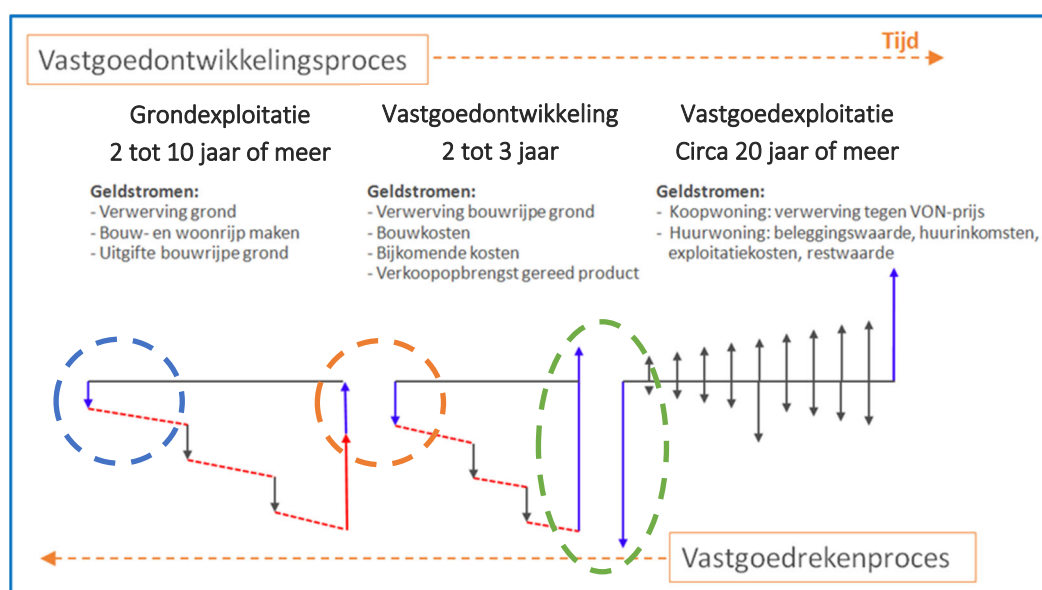 Vastgoedontwikkelingsproces
Tijd
Grondexploitatie
2 tot 10 jaar of meer
Geldstromen:
- Verwerving grond
- Bouw- en woonrijp maken
- Uitgifte bouwrijpe grond
Vastgoedontwikkeling
2 tot 3 jaar
Geldstromen:
- Verwerving bouwrijpe grond
- Bouwkosten
- Bijkomende kosten
- Verkoopopbrengst gereed product
Vastgoedexploitatie
Circa 20 jaar of meer
Geldstromen:
- Koopwoning: verwerving tegen VON-prijs
- Huurwoning: beleggingswaarde, huurinkomsten,
exploitatiekosten, restwaarde
Vastgoedrekenproces